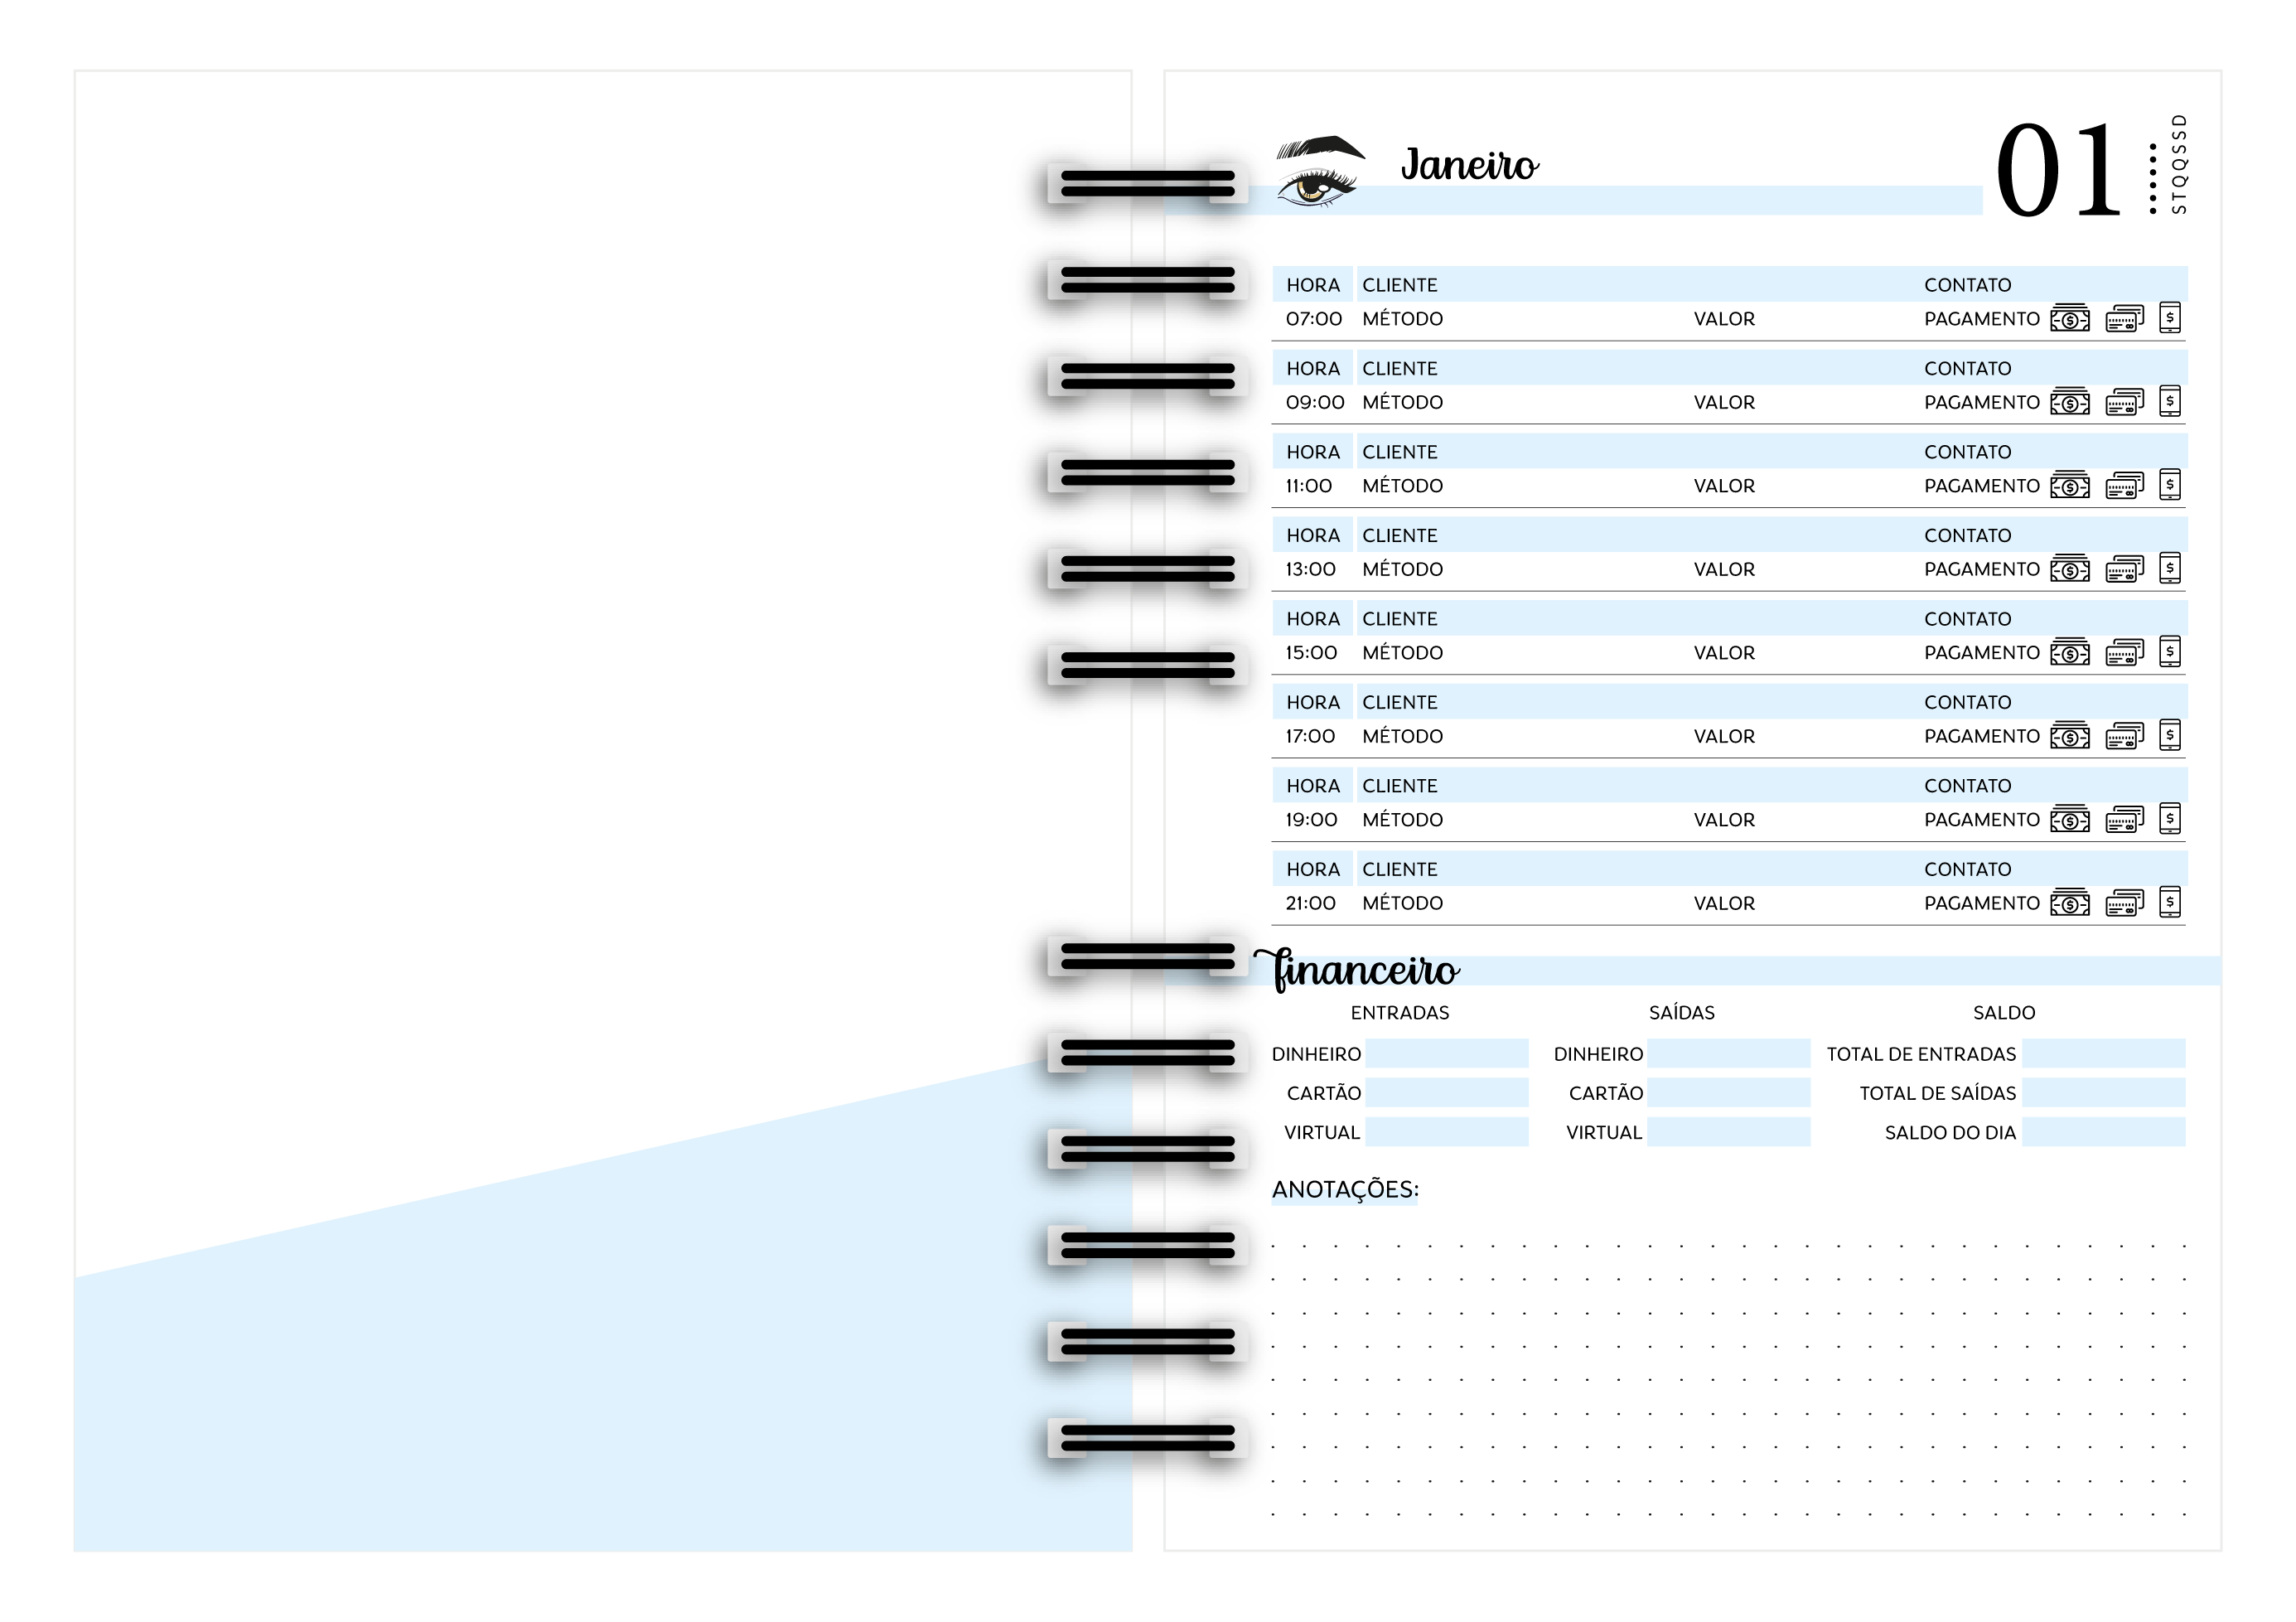 Janeiro
01
STQQSSD
HORA CLIENTE CONTATO
07:00 MÉTODO VALOR PAGAMENTO
HORA CLIENTE CONTATO
09:00 MÉTODO VALOR PAGAMENTO
HORA CLIENTE CONTATO
11:00 MÉTODO VALOR PAGAMENTO
HORA CLIENTE CONTATO
13:00 MÉTODO VALOR PAGAMENTO
HORA CLIENTE CONTATO
15:00 MÉTODO VALOR PAGAMENTO
HORA CLIENTE CONTATO
17:00 MÉTODO VALOR PAGAMENTO
HORA CLIENTE CONTATO
19:00 MÉTODO VALOR PAGAMENTO
HORA CLIENTE CONTATO
21:00 MÉTODO VALOR PAGAMENTO
financeiro
ENTRADAS SAÍDAS SALDO
DINHEIRO DINHEIRO TOTAL DE ENTRADAS
CARTÃO CARTÃO TOTAL DE SAÍDAS
VIRTUAL VIRTUAL SALDO DO DIA
ANOTAÇÕES: